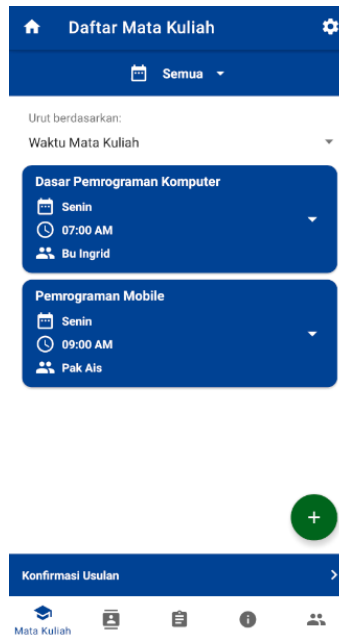 Daftar Mata Kuliah
Semua
Urut berdasarkan:
Waktu Mata Kuliah
Dasar Pemrograman Komputer
Senin
07:00 AM
Bu Ingrid
Pemrograman Mobile
Senin
09:00 AM
Pak Ais
+
Konfirmasi Usulan
Mata Kuliah